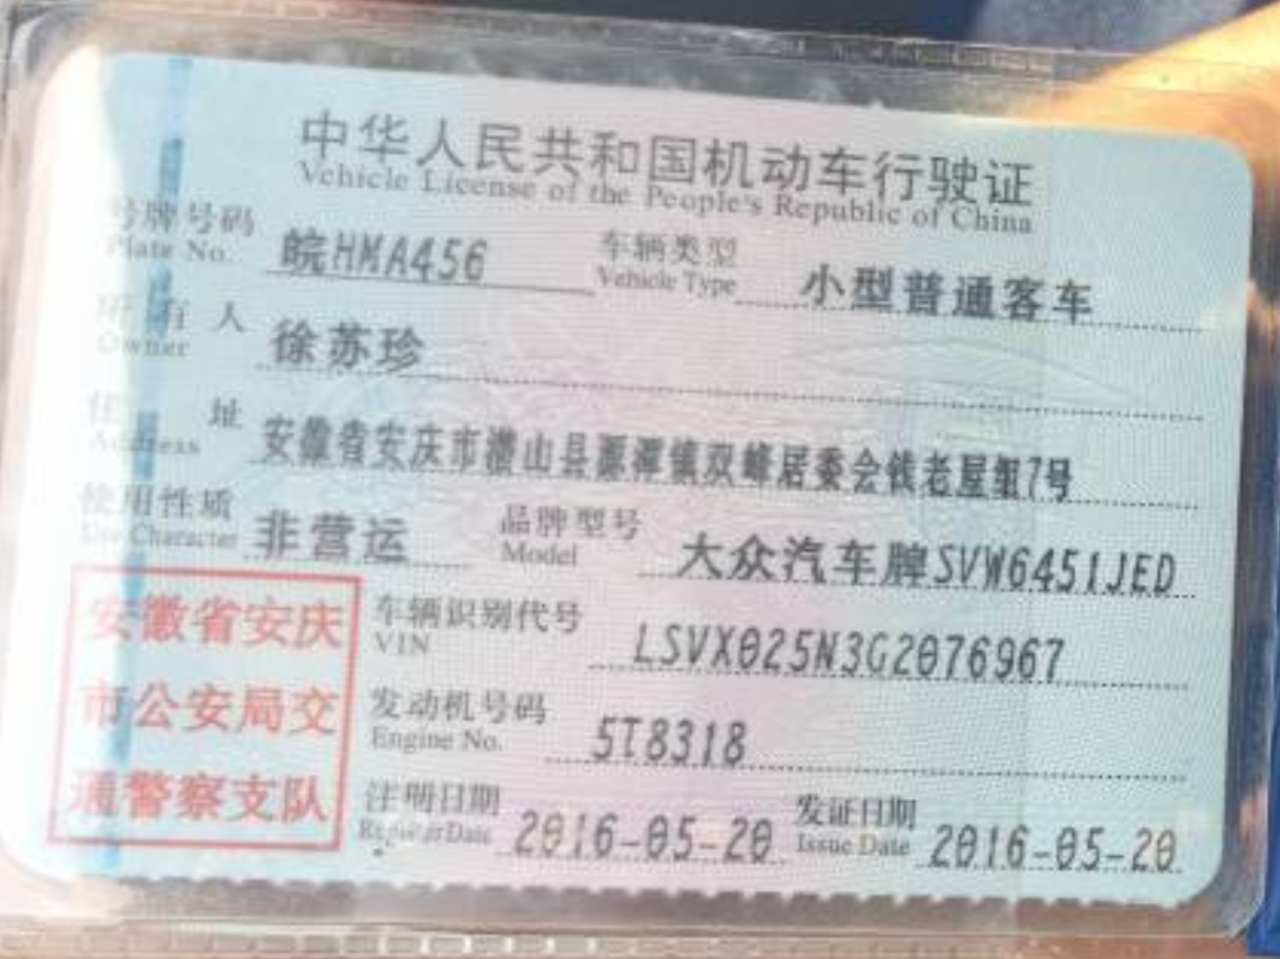 中华人民共和国机动车行驶证
Vehicle License of the People's Republic of China
号牌号码 皖HMA456 车辆类型 小型普通客车
Plate No. Vehicle Type
所有人 徐苏珍
Owner
住址 安徽省安庆市潜山县源潭镇双峰居委会钱老屋组7号
Address
使用性质 非营运 品牌型号 大众汽车牌SVW6451JED
Use Character Model
安徽省安庆
市公安局交
通警察支队
车辆识别代号 LSVX025N3G2076967
VIN
发动机号码 5T8318
Engine No.
注册日期 2016-05-20 发证日期 2016-05-20
Register Date Issue Date